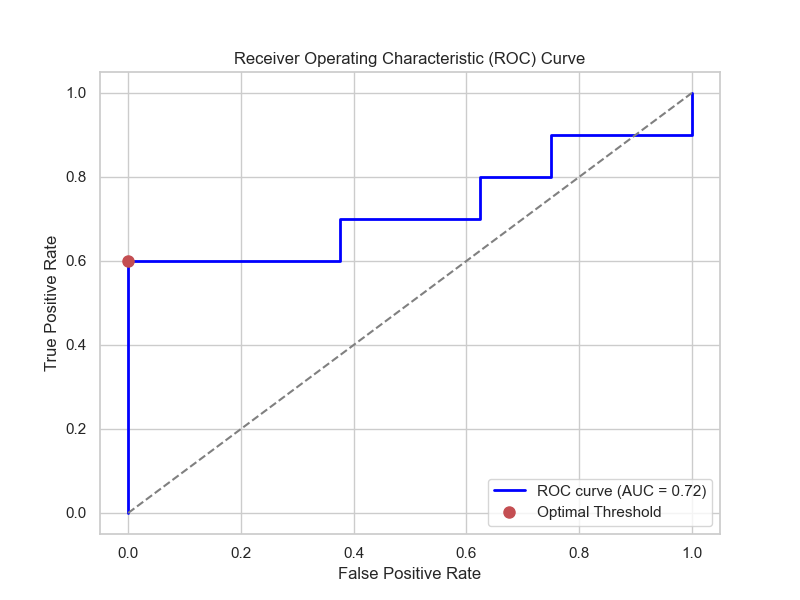 Receiver Operating Characteristic (ROC) Curve
True Positive Rate
1.0
0.8
0.6
0.4
0.2
0.0
ROC curve (AUC = 0.72)
Optimal Threshold
0.0 0.2 0.4 0.6 0.8 1.0
False Positive Rate